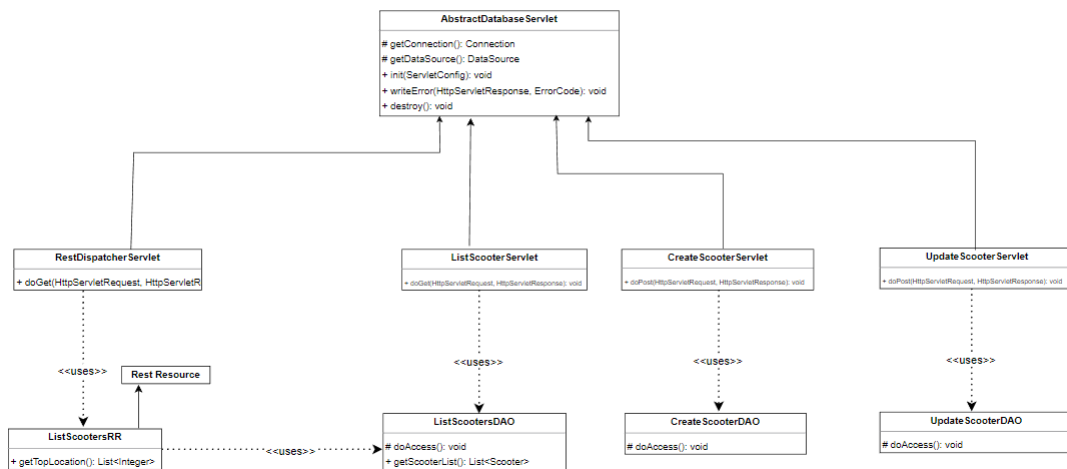 AbstractDatabaseServlet
# getConnection(): Connection
# getDataSource(): DataSource
+ init(ServletConfig): void
+ writeError(HttpServletResponse, ErrorCode): void
+ destroy(): void
RestDispatcherServlet
+ doGet(HttpServletRequest, HttpServletR
ListScooterServlet
+ doGet(HttpServletRequest, HttpServletResponse): void
CreateScooterServlet
+ doPost(HttpServletRequest, HttpServletResponse): void
UpdateScooterServlet
+ doPost(HttpServletRequest, HttpServletResponse): void
<<uses>>
<<uses>>
<<uses>>
<<uses>>
Rest Resource
ListScootersRR
+ getTopLocation(): List<Integer>
<<uses>>
ListScootersDAO
# doAccess(): void
+ getScooterList(): List<Scooter>
CreateScooterDAO
# doAccess(): void
UpdateScooterDAO
# doAccess(): void